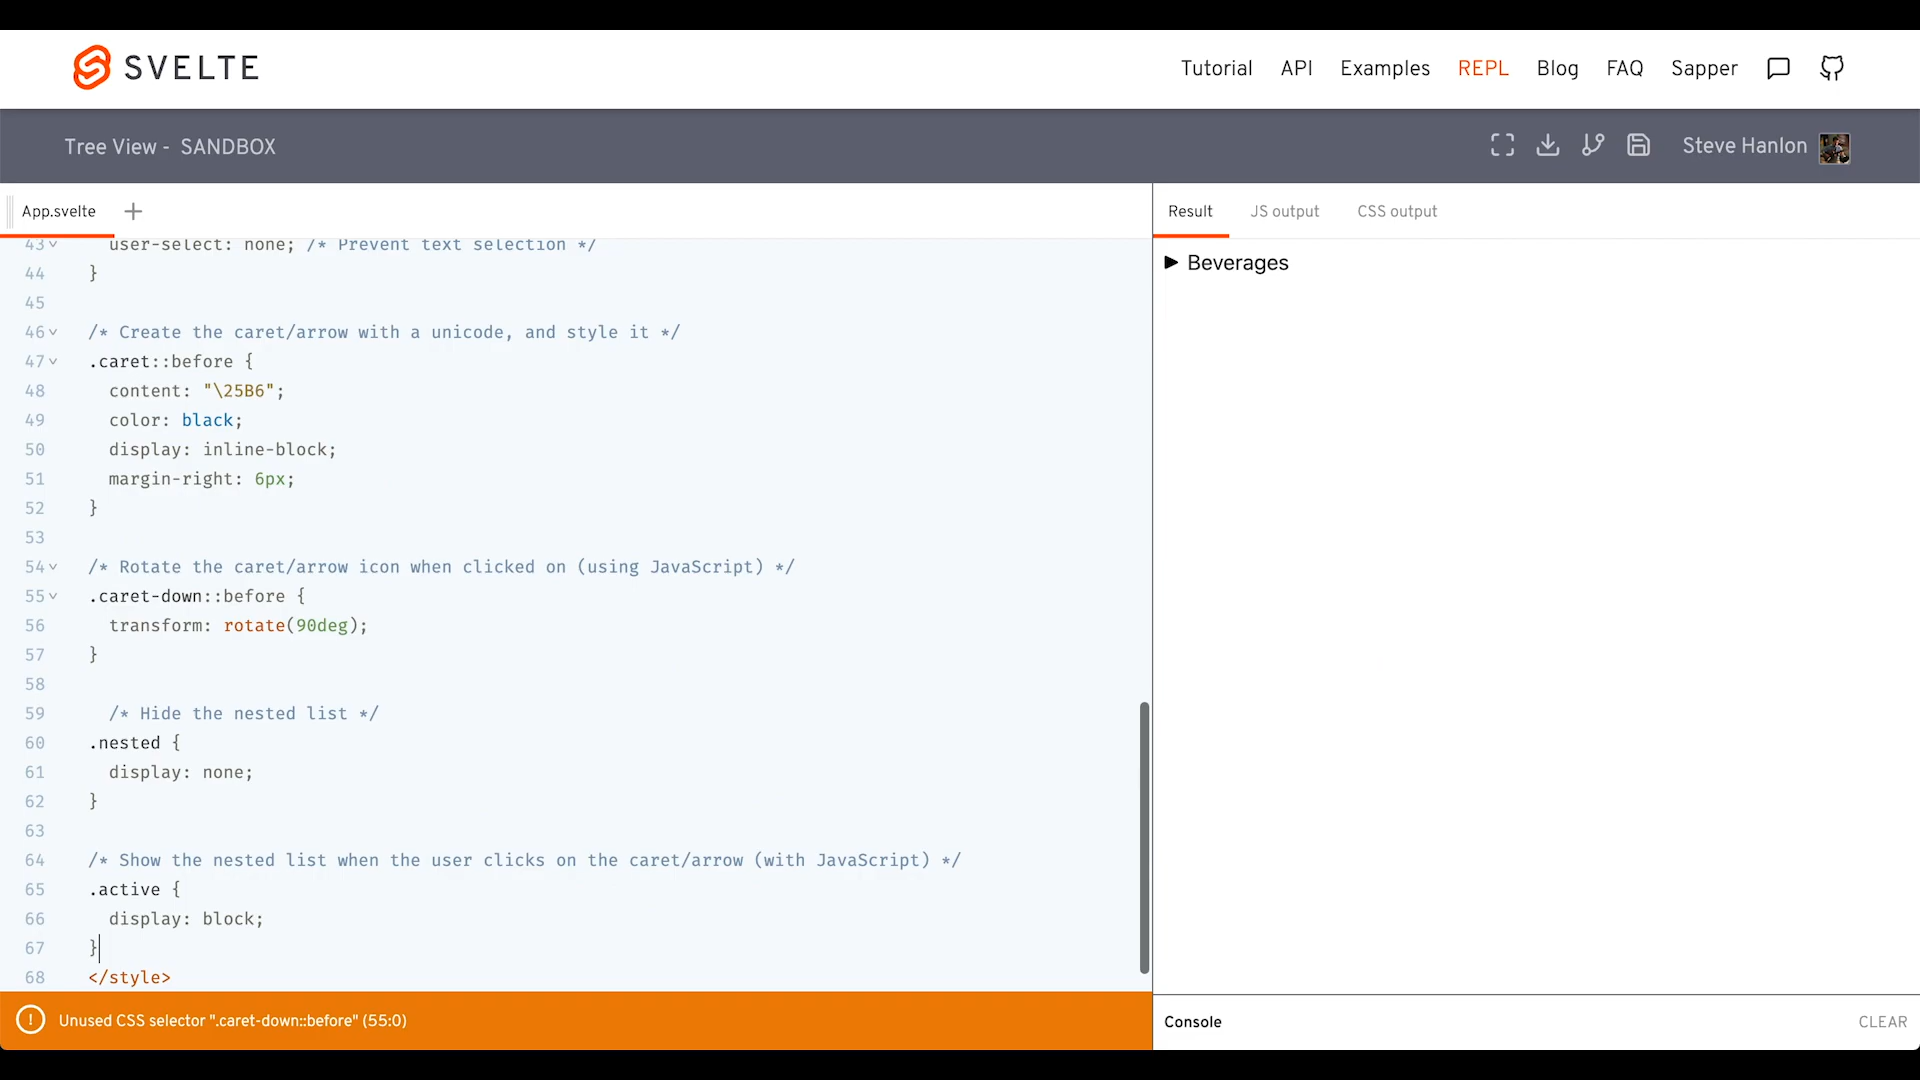 SVELTE
Tutorial API Examples REPL Blog FAQ Sapper
Tree View - SANDBOX
Steve Hanlon
App.svelte +
43 user-select: none; /* Prevent text selection */
44 }
45
46 /* Create the caret/arrow with a unicode, and style it */
47 .caret::before {
48 content: "\25B6";
49 color: black;
50 display: inline-block;
51 margin-right: 6px;
52 }
53
54 /* Rotate the caret/arrow icon when clicked on (using JavaScript) */
55 .caret-down::before {
56 transform: rotate(90deg);
57 }
58
59 /* Hide the nested list */
60 .nested {
61 display: none;
62 }
63
64 /* Show the nested list when the user clicks on the caret/arrow (with JavaScript) */
65 .active {
66 display: block;
67 }
68 </style>
Unused CSS selector ".caret-down::before" (55:0)
Result JS output CSS output
▶ Beverages
Console CLEAR